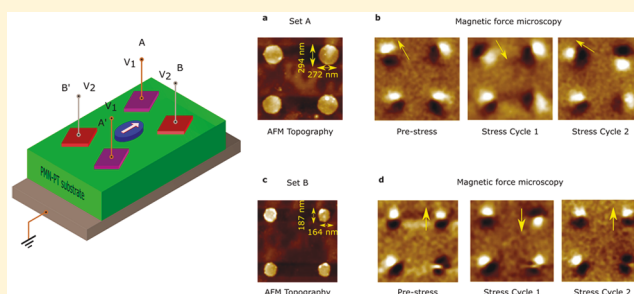 A
V₁
B
V₂
B'
V₂
V₁
A'
PMN-PT substrate
a
Set A
294 nm
272 nm
AFM Topography
b
Magnetic force microscopy
Pre-stress
Stress Cycle 1
Stress Cycle 2
c
Set B
187 nm
164 nm
AFM Topography
d
Magnetic force microscopy
Pre-stress
Stress Cycle 1
Stress Cycle 2